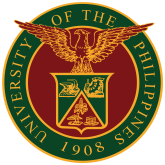 UNIVERSITY OF THE PHILIPPINES
1908